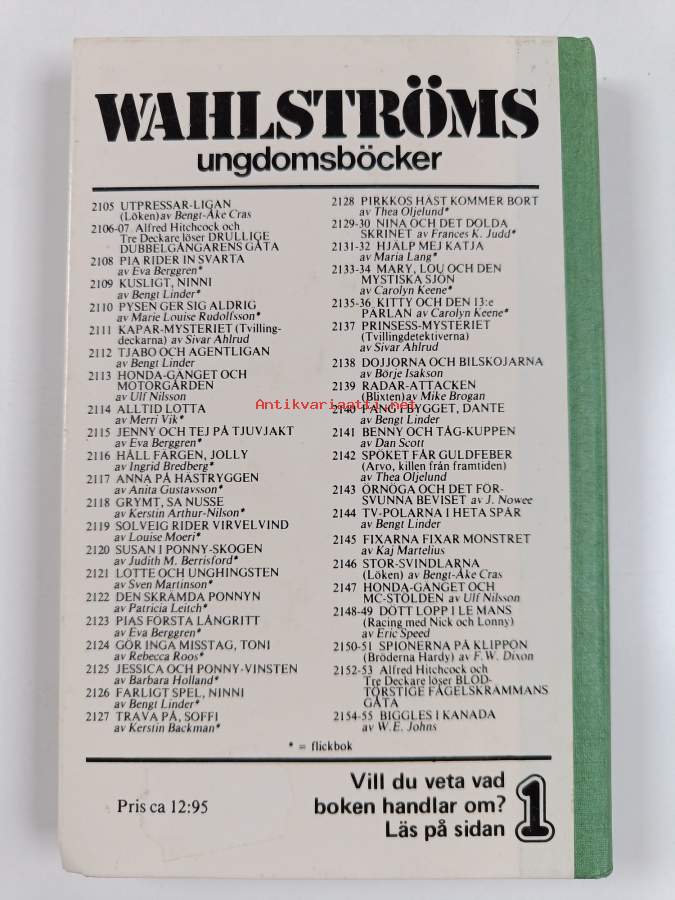 WAHLSTRÖMS
ungdomsböcker
2105 UTPRESSAR-LIGAN
(Löken) av Bengt-Åke Cras
2106-07 Alfred Hitchcock och
Tre Deckare löser DRULLIGE
DUBBELGÅNGARENS GÅTA
2108 PIA RIDER IN SVARTA
av Eva Berggren*
2109 KUSLIGT, NINNI
av Bengt Linder*
2110 PYSEN GER SIG ALDRIG
av Marie Louise Rudolfsson*
2111 KAPAR-MYSTERIET (Tvilling-
deckarna) av Sivar Ahlrud
2112 TJABO OCH AGENTLIGAN
av Bengt Linder
2113 HONDA-GÄNGET OCH
MOTORGÅRDEN
av Ulf Nilsson
2114 ALLTID LOTTA
av Merri Vik*
2115 JENNY OCH TEJ PÅ TJUVJAKT
av Eva Berggren*
2116 HÅLL FÄRGEN, JOLLY
av Ingrid Bredberg*
2117 ANNA PÅ HÄSTRYGGEN
av Anita Gustavsson*
2118 GRYMT, SA NUSSE
av Kerstin Arthur-Nilson*
2119 SOLVEIG RIDER VIRVELVIND
av Louise Moeri*
2120 SUSAN I PONNY-SKOGEN
av Judith M. Berrisford*
2121 LOTTE OCH UNGHINGSTEN
av Sven Martinson*
2122 DEN SKRÄMDA PONNYN
av Patricia Leitch*
2123 PIAS FÖRSTA LÅNGRITT
av Eva Berggren*
2124 GÖR INGA MISSTAG, TONI
av Rebecca Roos*
2125 JESSICA OCH PONNY-VINSTEN
av Barbara Holland*
2126 FARLIGT SPEL, NINNI
av Bengt Linder*
2127 TRAVA PÅ, SOFFI
av Kerstin Backman*
2128 PIRKKOS HÄST KOMMER BORT
av Thea Oljelund*
2129-30 NINA OCH DET DOLDA
SKRINET av Frances K. Judd*
2131-32 HJÄLP MEJ KATJA
av Maria Lang*
2133-34 MARY, LOU OCH DEN
MYSTISKA SJÖN
av Carolyn Keene*
2135-36 KITTY OCH DEN 13:e
PÄRLAN av Carolyn Keene*
2137 PRINSESS-MYSTERIET
(Tvillingdetektiverna)
av Sivar Ahlrud
2138 DOJJORNA OCH BILSKOJARNA
av Börje Isakson
2139 RADAR-ATTACKEN
(Blixten) av Mike Brogan
2140 FÅNGT BYGGET, DANTE
av Bengt Linder
2141 BENNY OCH TÅG-KUPPEN
av Dan Scott
2142 SPÖKET FÅR GULDFEBER
(Arvo, killen från framtiden)
av Thea Oljelund
2143 ÖRNÖGA OCH DET FÖR-
SVUNNA BEVISET av J. Nowee
2144 TV-POLARNA I HETA SPÅR
av Bengt Linder
2145 FIXARNA FIXAR MONSTRET
av Kaj Martelius
2146 STOR-SVINDLARNA
(Löken) av Bengt-Åke Cras
2147 HONDA-GÄNGET OCH
MC-STÖLDEN av Ulf Nilsson
2148-49 DÖTT LOPP I LE MANS
(Racing med Nick och Lonny)
av Eric Speed
2150-51 SPIONERNA PÅ KLIPPÖN
(Bröderna Hardy) av F.W. Dixon
2152-53 Alfred Hitchcock och
Tre Deckare löser BLOD-
TÖRSTIGE FÅGELSKRÄMMANS
GÅTA
2154-55 BIGGLES I KANADA
av W.E. Johns
* = flickbok
Antikvariaatti.net
Pris ca 12:95
Vill du veta vad
boken handlar om?
Läs på sidan 1